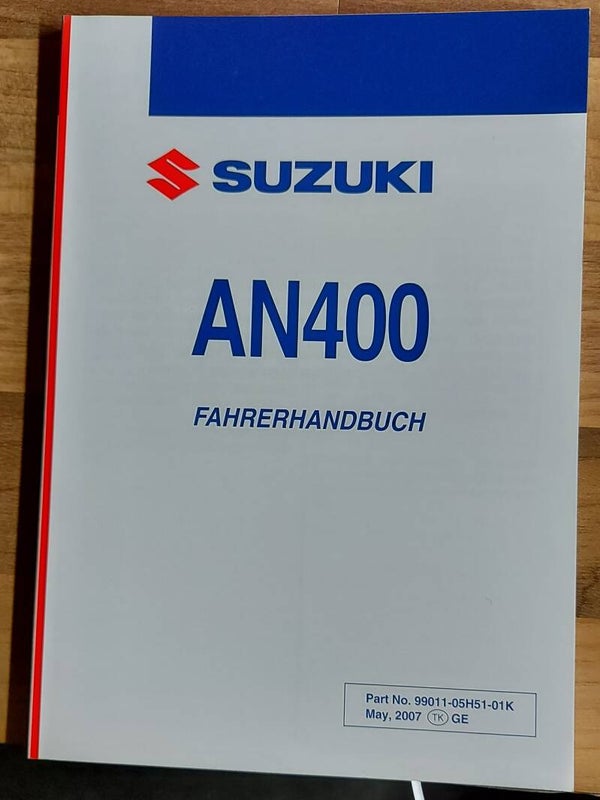 SUZUKI
AN400
FAHRERHANDBUCH
Part No. 99011-05H51-01K
May, 2007 TK GE